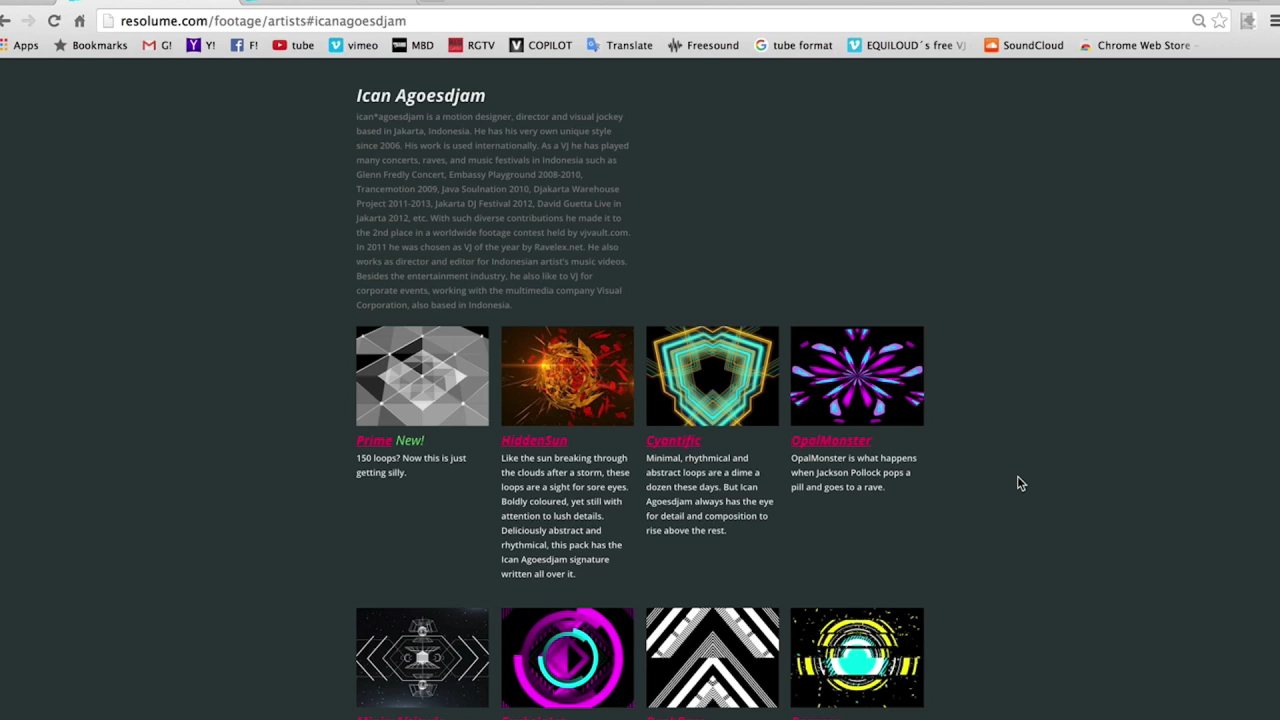 resolume.com/footage/artists#icanagoesdjam
Apps Bookmarks G! Y! F! tube vimeo MBD RGTV COPILOT Translate Freesound tube format EQUILOUD´s free VJ SoundCloud Chrome Web Store
Ican Agoesdjam
ican*agoesdjam is a motion designer, director and visual jockey
based in Jakarta, Indonesia. He has his very own unique style
since 2006. His work is used internationally. As a VJ he has played
many concerts, raves, and music festivals in Indonesia such as
Glenn Fredly Concert, Embassy Playground 2008-2010,
Trancemotion 2009, Java Soulnation 2010, Djakarta Warehouse
Project 2011-2013, Jakarta DJ Festival 2012, David Guetta Live in
Jakarta 2012, etc. With such diverse contributions he made it to
the 2nd place in a worldwide footage contest held by vjvault.com.
In 2011 he was chosen as VJ of the year by Ravelex.net. He also
works as director and editor for Indonesian artist's music videos.
Besides the entertainment industry, he also like to VJ for
corporate events, working with the multimedia company Visual
Corporation, also based in Indonesia.
Prime New!
150 loops? Now this is just
getting silly.
HiddenSun
Like the sun breaking through
the clouds after a storm, these
loops are a sight for sore eyes.
Boldly coloured, yet still with
attention to lush details.
Deliciously abstract and
rhythmical, this pack has the
Ican Agoesdjam signature
written all over it.
Cyantific
Minimal, rhythmical and
abstract loops are a dime a
dozen these days. But Ican
Agoesdjam always has the eye
for detail and composition to
rise above the rest.
OpalMonster
OpalMonster is what happens
when Jackson Pollock pops a
pill and goes to a rave.